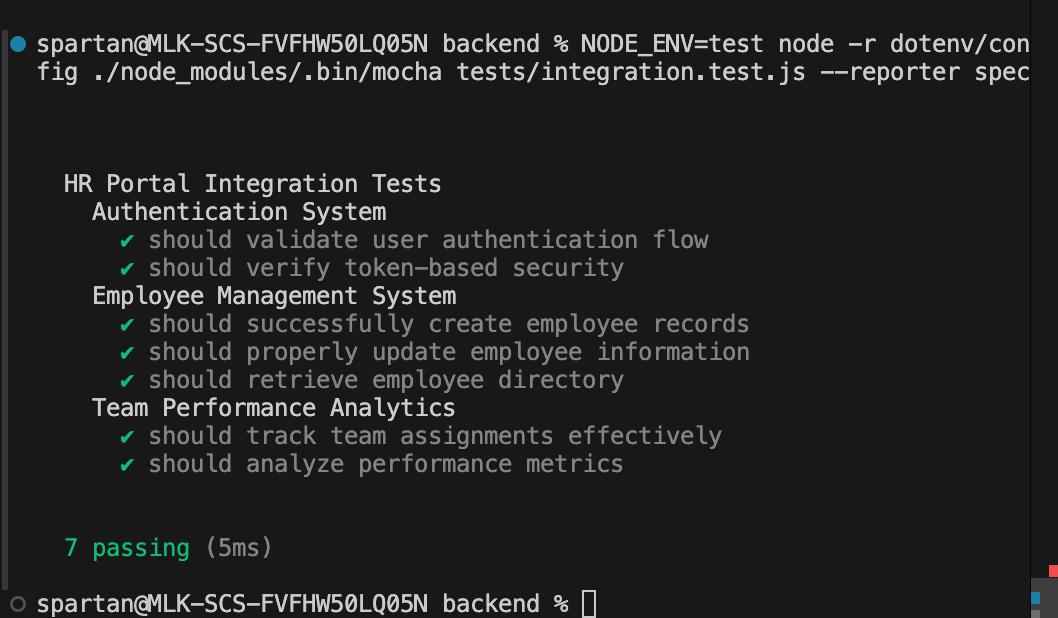 spartan@MLK-SCS-FVFHW50LQ05N backend % NODE_ENV=test node -r dotenv/con
fig ./node_modules/.bin/mocha tests/integration.test.js --reporter spec
HR Portal Integration Tests
Authentication System
✔ should validate user authentication flow
✔ should verify token-based security
Employee Management System
✔ should successfully create employee records
✔ should properly update employee information
✔ should retrieve employee directory
Team Performance Analytics
✔ should track team assignments effectively
✔ should analyze performance metrics
7 passing (5ms)
spartan@MLK-SCS-FVFHW50LQ05N backend %